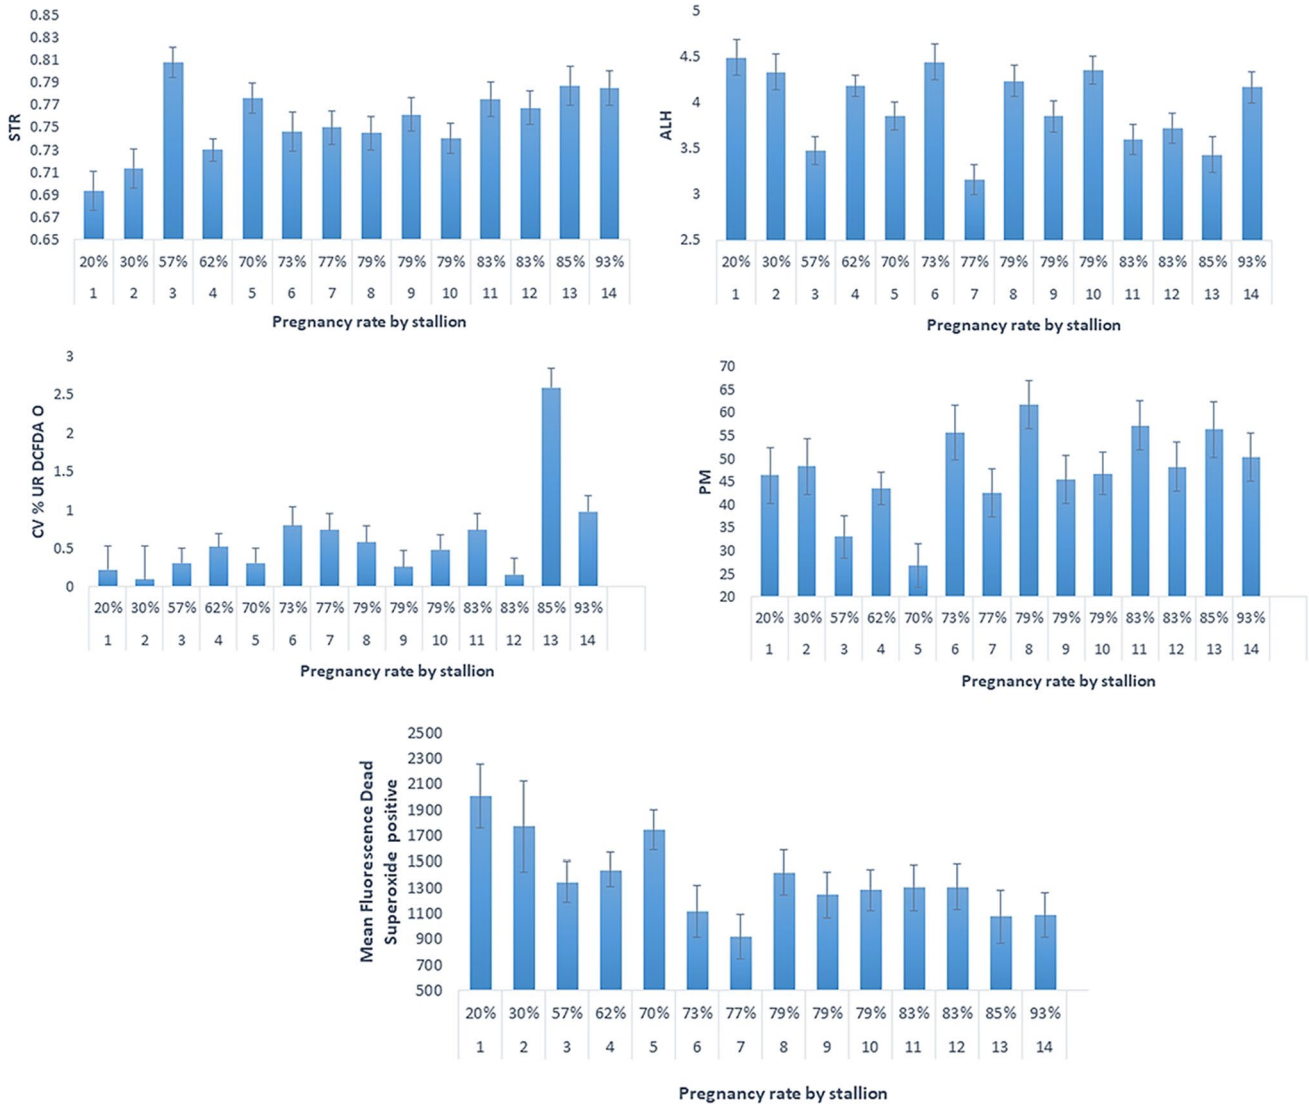 STR
0.85
0.83
0.81
0.79
0.77
0.75
0.73
0.71
0.69
0.67
0.65
20% 30% 57% 62% 70% 73% 77% 79% 79% 79% 83% 83% 85% 93%
1 2 3 4 5 6 7 8 9 10 11 12 13 14
Pregnancy rate by stallion
ALH
5
4.5
4
3.5
3
2.5
20% 30% 57% 62% 70% 73% 77% 79% 79% 79% 83% 83% 85% 93%
1 2 3 4 5 6 7 8 9 10 11 12 13 14
Pregnancy rate by stallion
CV % UR DCFDA O
3
2.5
2
1.5
1
0.5
0
20% 30% 57% 62% 70% 73% 77% 79% 79% 79% 83% 83% 85% 93%
1 2 3 4 5 6 7 8 9 10 11 12 13 14
Pregnancy rate by stallion
PM
70
65
60
55
50
45
40
35
30
25
20
20% 30% 57% 62% 70% 73% 77% 79% 79% 79% 83% 83% 85% 93%
1 2 3 4 5 6 7 8 9 10 11 12 13 14
Pregnancy rate by stallion
Mean Fluorescence Dead
Superoxide positive
2500
2300
2100
1900
1700
1500
1300
1100
900
700
500
20% 30% 57% 62% 70% 73% 77% 79% 79% 79% 83% 83% 85% 93%
1 2 3 4 5 6 7 8 9 10 11 12 13 14
Pregnancy rate by stallion